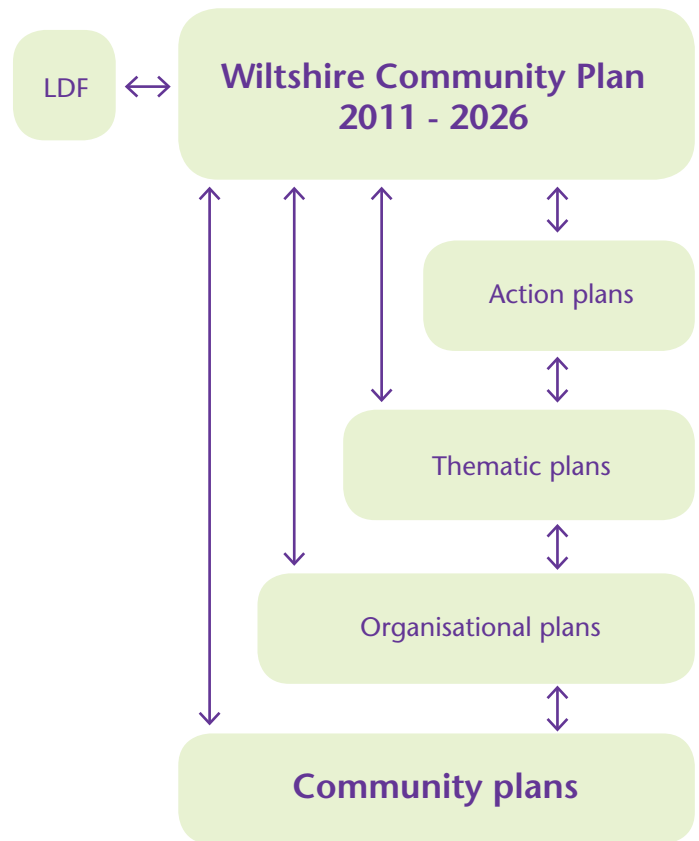 LDF
Wiltshire Community Plan
2011 - 2026
Action plans
Thematic plans
Organisational plans
Community plans